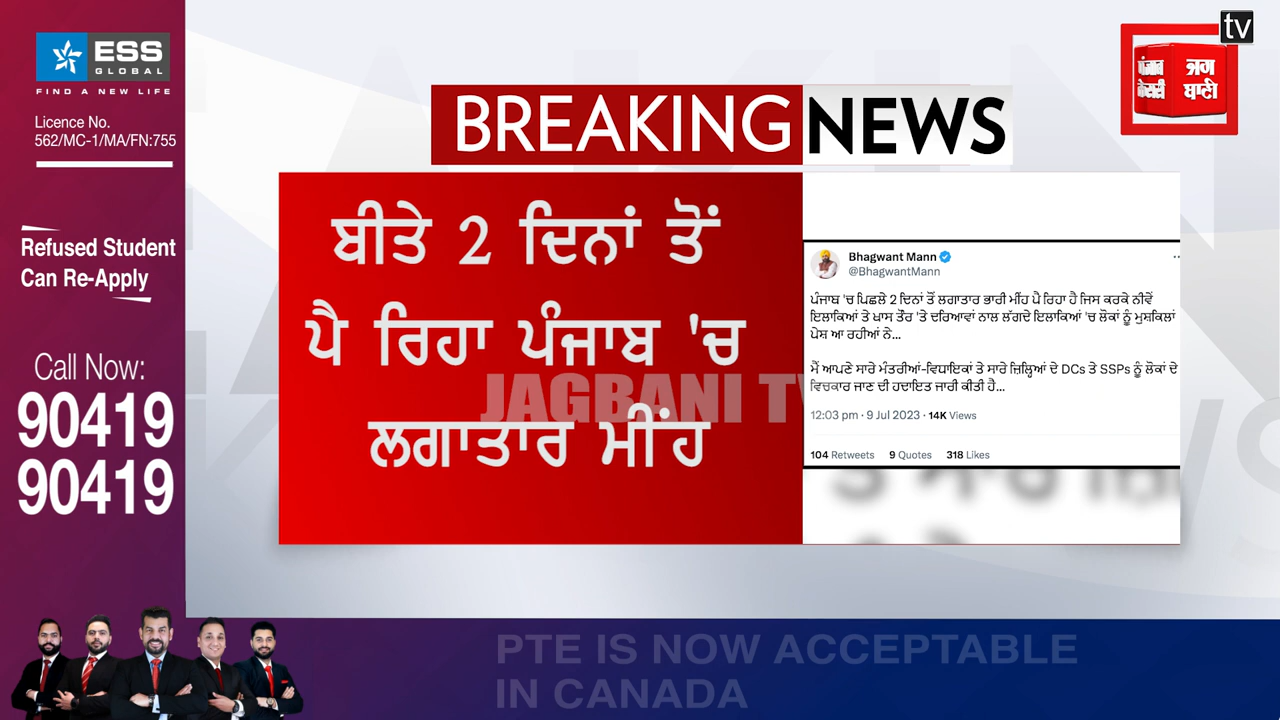 ESS
GLOBAL
FIND A NEW LIFE
Licence No.
562/MC-1/MA/FN:755
Refused Student
Can Re-Apply
Call Now:
90419
90419
tv
ਪੰਜਾਬ ਜਗ
ਕੇਸਰੀ ਬਾਣੀ
BREAKING NEWS
ਬੀਤੇ 2 ਦਿਨਾਂ ਤੋਂ
ਪੈ ਰਿਹਾ ਪੰਜਾਬ 'ਚ
ਲਗਾਤਾਰ ਮੀਂਹ
JAGBANI TV
Bhagwant Mann
@BhagwantMann
ਪੰਜਾਬ 'ਚ ਪਿਛਲੇ 2 ਦਿਨਾਂ ਤੋਂ ਲਗਾਤਾਰ ਭਾਰੀ ਮੀਂਹ ਪੈ ਰਿਹਾ ਹੈ ਜਿਸ ਕਰਕੇ ਨੀਵੇਂ
ਇਲਾਕਿਆਂ ਤੇ ਖਾਸ ਤੌਰ 'ਤੇ ਦਰਿਆਵਾਂ ਨਾਲ ਲੱਗਦੇ ਇਲਾਕਿਆਂ 'ਚ ਲੋਕਾਂ ਨੂੰ ਮੁਸ਼ਕਿਲਾਂ
ਪੇਸ਼ ਆ ਰਹੀਆਂ ਨੇ...
ਮੈਂ ਆਪਣੇ ਸਾਰੇ ਮੰਤਰੀਆਂ-ਵਿਧਾਇਕਾਂ ਤੇ ਸਾਰੇ ਜ਼ਿਲ੍ਹਿਆਂ ਦੇ DCs ਤੇ SSPs ਨੂੰ ਲੋਕਾਂ ਦੇ
ਵਿਚਕਾਰ ਜਾਣ ਦੀ ਹਦਾਇਤ ਜਾਰੀ ਕੀਤੀ ਹੈ...
12:03 pm · 9 Jul 2023 · 14K Views
104 Retweets 9 Quotes 318 Likes
PTE IS NOW ACCEPTABLE
IN CANADA